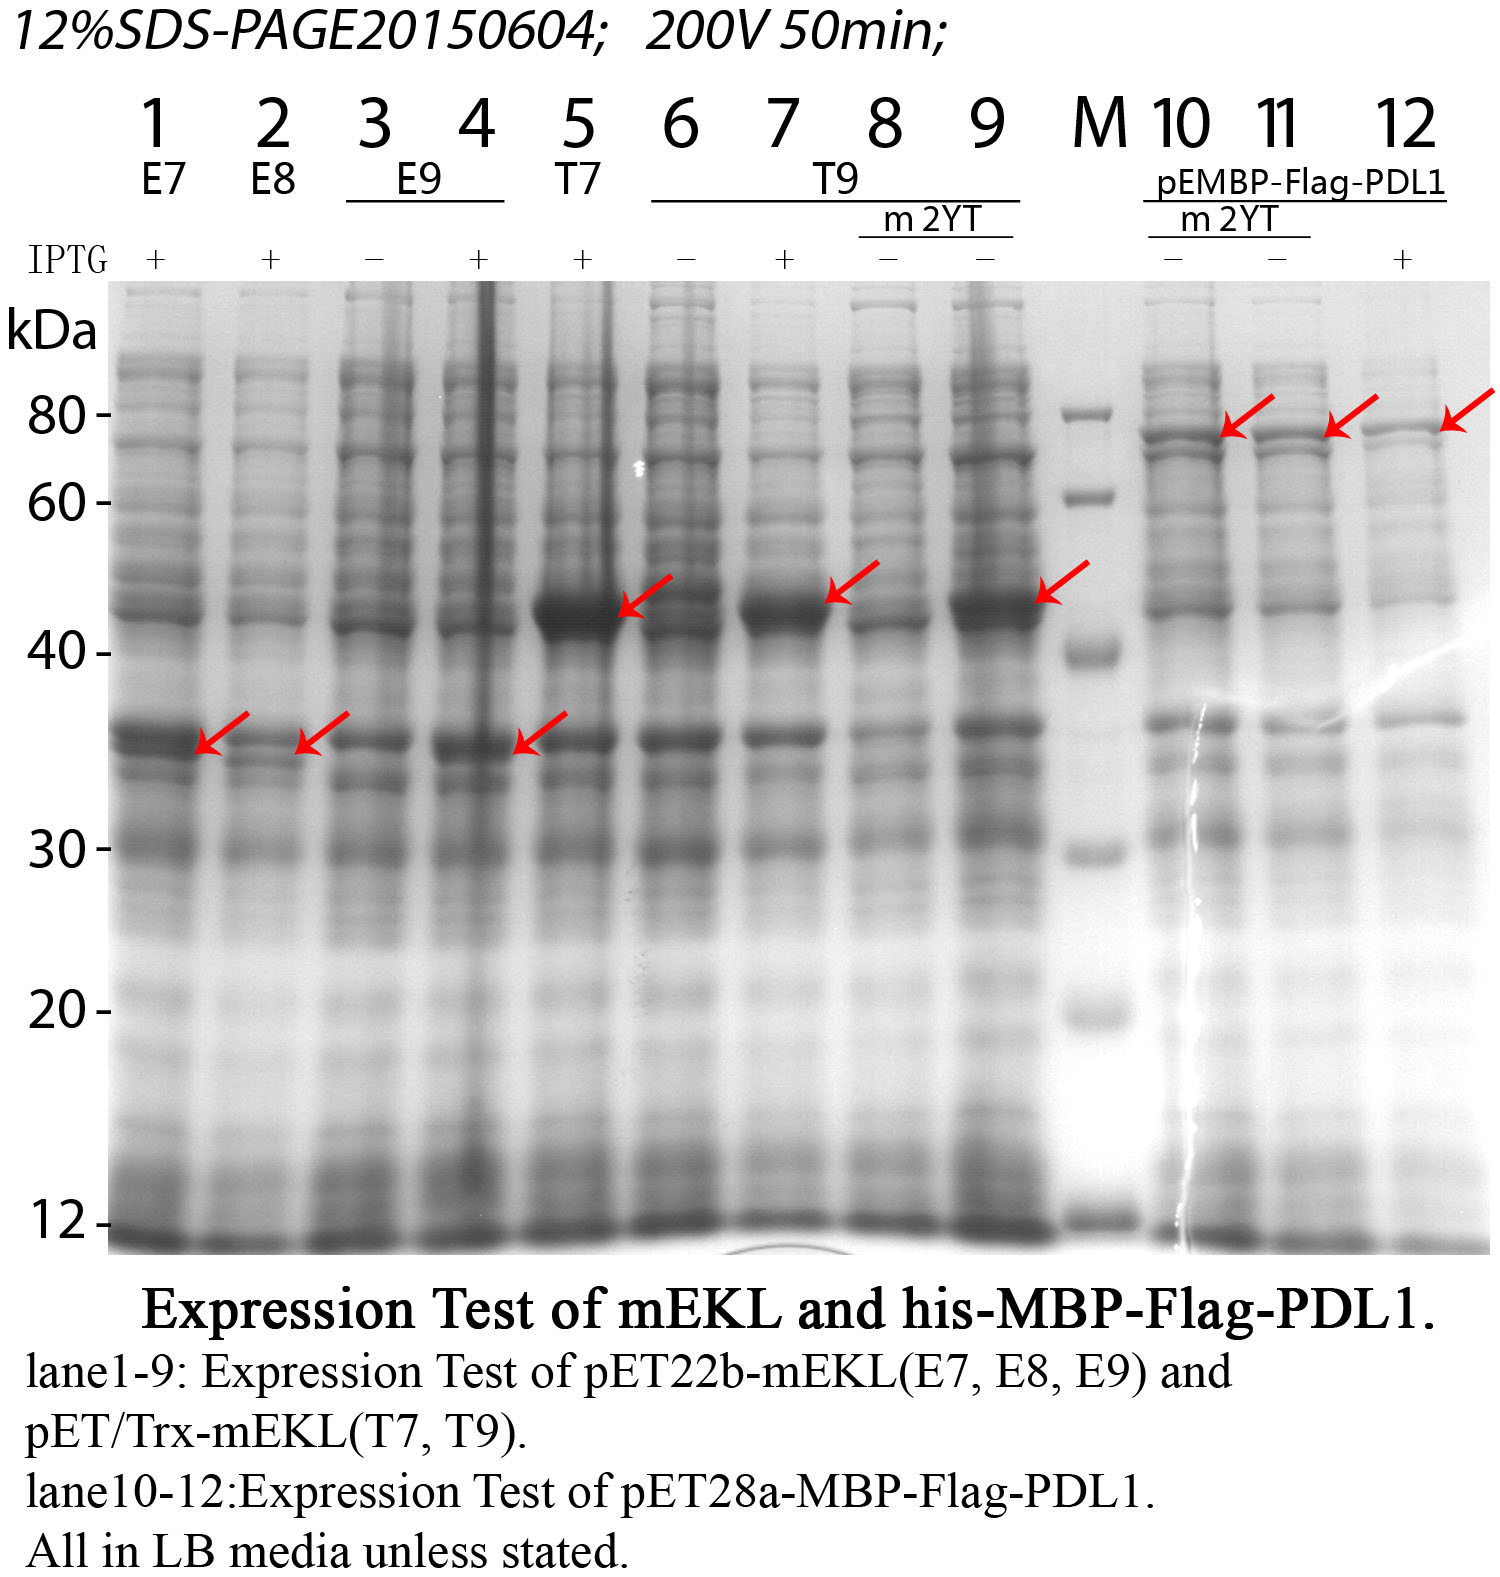 12%SDS-PAGE20150604; 200V 50min;
1 2 3 4 5 6 7 8 9 M 10 11 12
E7 E8 E9 T7 T9 pEMBP-Flag-PDL1
m 2YT m 2YT
IPTG + + − + + − + − − − − +
kDa
80
60
40
30
20
12
Expression Test of mEKL and his-MBP-Flag-PDL1.
lane1-9: Expression Test of pET22b-mEKL(E7, E8, E9) and
pET/Trx-mEKL(T7, T9).
lane10-12:Expression Test of pET28a-MBP-Flag-PDL1.
All in LB media unless stated.